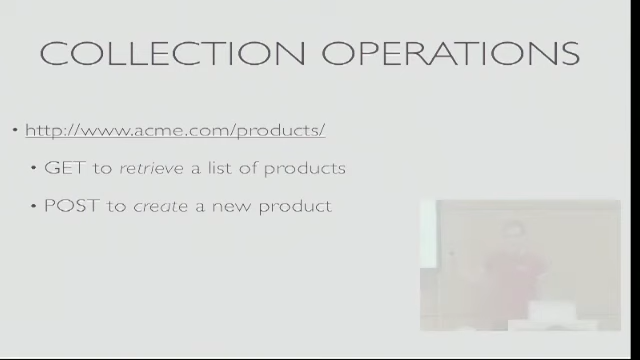 COLLECTION OPERATIONS
• http://www.acme.com/products/
• GET to retrieve a list of products
• POST to create a new product